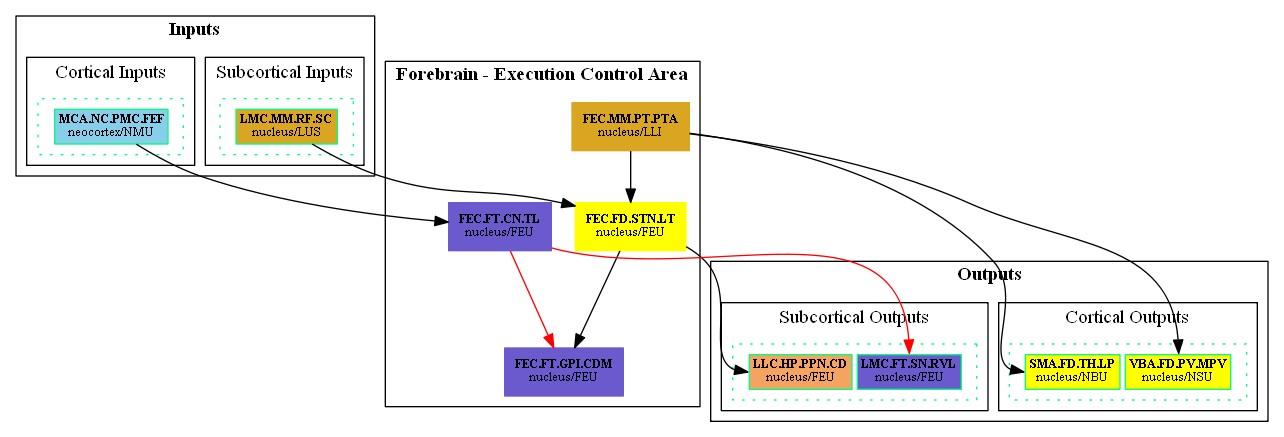 Inputs
Cortical Inputs
MCA.NC.PMC.FEF
neocortex/NMU
Subcortical Inputs
LMC.MM.RF.SC
nucleus/LUS
Forebrain - Execution Control Area
FEC.MM.PT.PTA
nucleus/LLI
FEC.FT.CN.TL
nucleus/FEU
FEC.FD.STN.LT
nucleus/FEU
FEC.FT.GPI.CDM
nucleus/FEU
Outputs
Subcortical Outputs
LLC.HP.PPN.CD
nucleus/FEU
LMC.FT.SN.RVL
nucleus/FEU
Cortical Outputs
SMA.FD.TH.LP
nucleus/NBU
VBA.FD.PV.MPV
nucleus/NSU